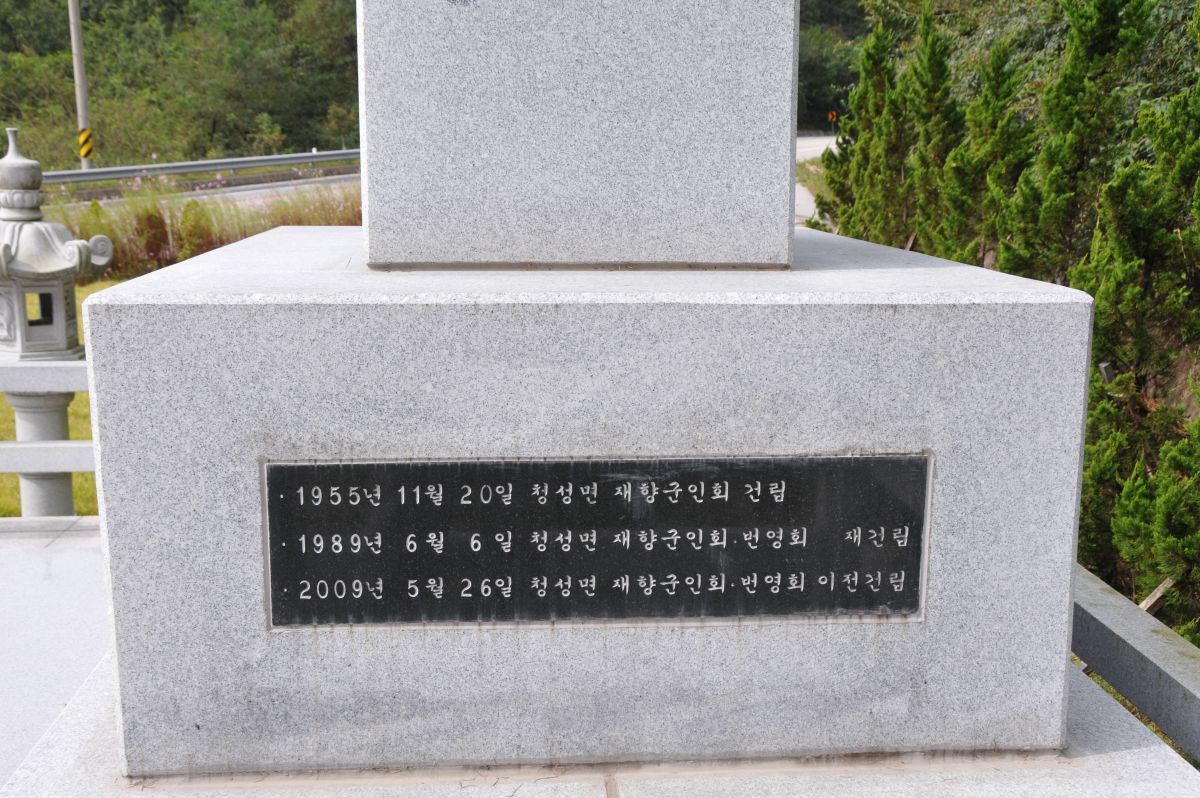 · 1955년 11월 20일 청성면 재향군인회 건립
· 1989년 6월 6일 청성면 재향군인회·번영회 재건립
· 2009년 5월 26일 청성면 재향군인회·번영회 이전건립